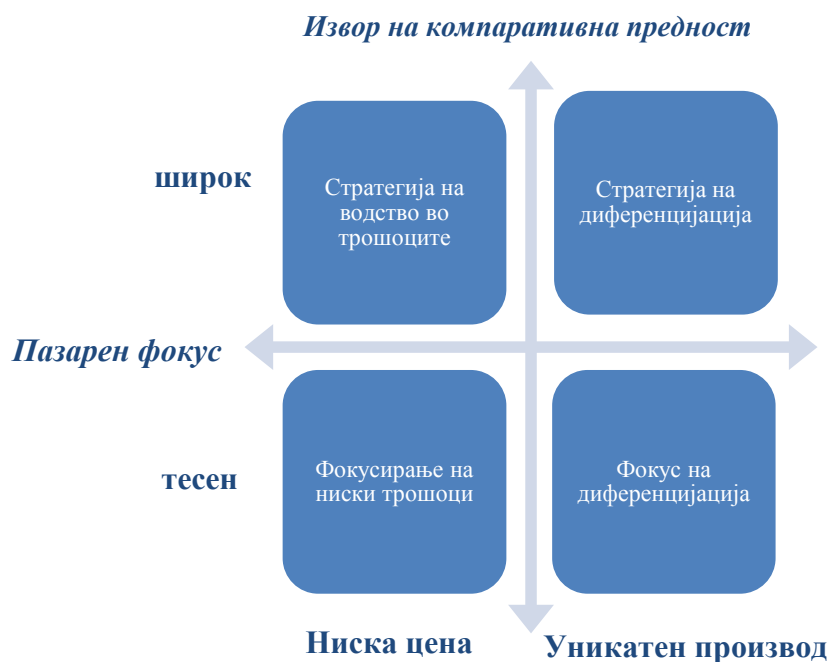 Извор на компаративна предност
широк
Стратегија на
водство во
трошоците
Стратегија на
диференцијација
Пазарен фокус
тесен
Фокусирање на
ниски трошоци
Фокус на
диференцијација
Ниска цена
Уникатен производ